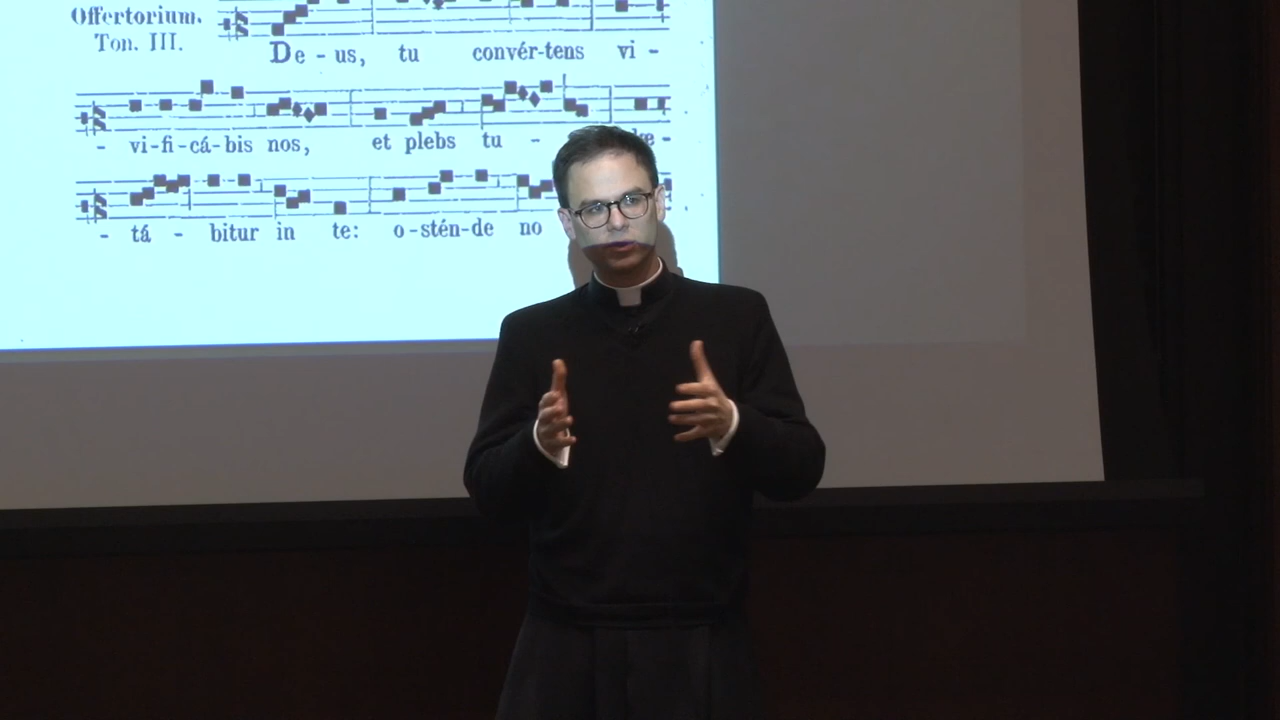 Offertorium.
Ton. III.
De - us, tu convér-tens vi -
- vi-fi-cá-bis nos, et plebs tu -
- tá - bitur in te: o-stén-de no